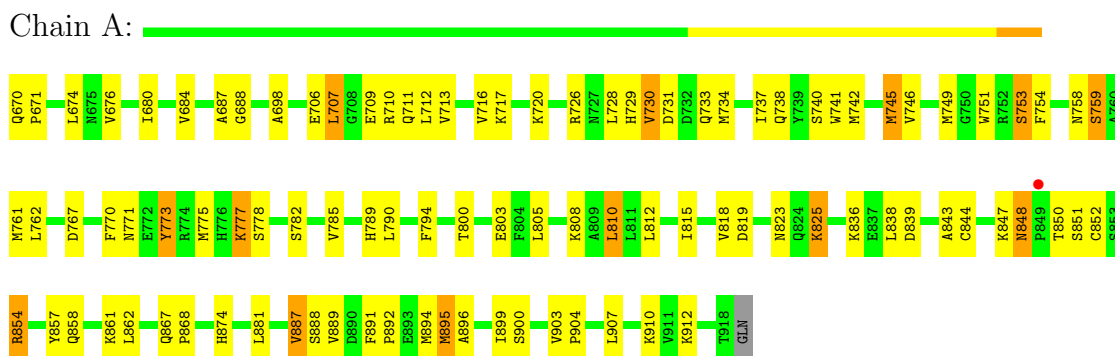 Chain A:
Q670 P671 L674 N675 V676 I680 V684 A687 G688 A698 E706 L707 G708 E709 R710 Q711 L712 V713 V716 K717 K720 R726 N727 L728 H729 V730 D731 D732 Q733 M734 I737 Q738 Y739 S740 W741 M742 M745 V746 M749 G750 W751 R752 S753 F754 N758 S759 A760
M761 L762 D767 F770 N771 E772 Y773 R774 M775 H776 K777 S778 S782 V785 H789 L790 F794 T800 E803 F804 L805 K808 A809 L810 L811 L812 I815 V818 D819 N823 Q824 K825 K836 E837 L838 D839 A843 C844 K847 N848 P849 T850 S851 C852 S853
R854 Y857 Q858 K861 L862 Q867 P868 H874 L881 V887 S888 V889 D890 F891 P892 E893 M894 M895 A896 I899 S900 V903 P904 L907 K910 V911 K912 T918 GLN